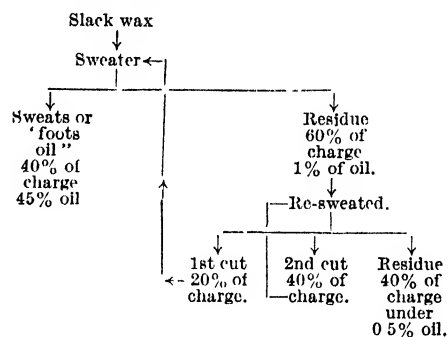 Slack wax
Sweater
Sweats or
"foots
oil"
40% of
charge
45% oil
Residue
60% of
charge
1% of oil.
Re-sweated.
1st cut
20% of
charge.
2nd cut
40% of
charge.
Residue
40% of
charge
under
0 5% oil.